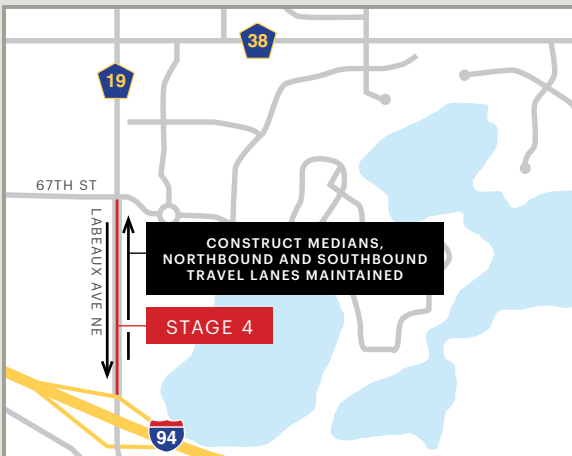 38
19
67TH ST
LABEAUX AVE NE
CONSTRUCT MEDIANS,
NORTHBOUND AND SOUTHBOUND
TRAVEL LANES MAINTAINED
STAGE 4
94